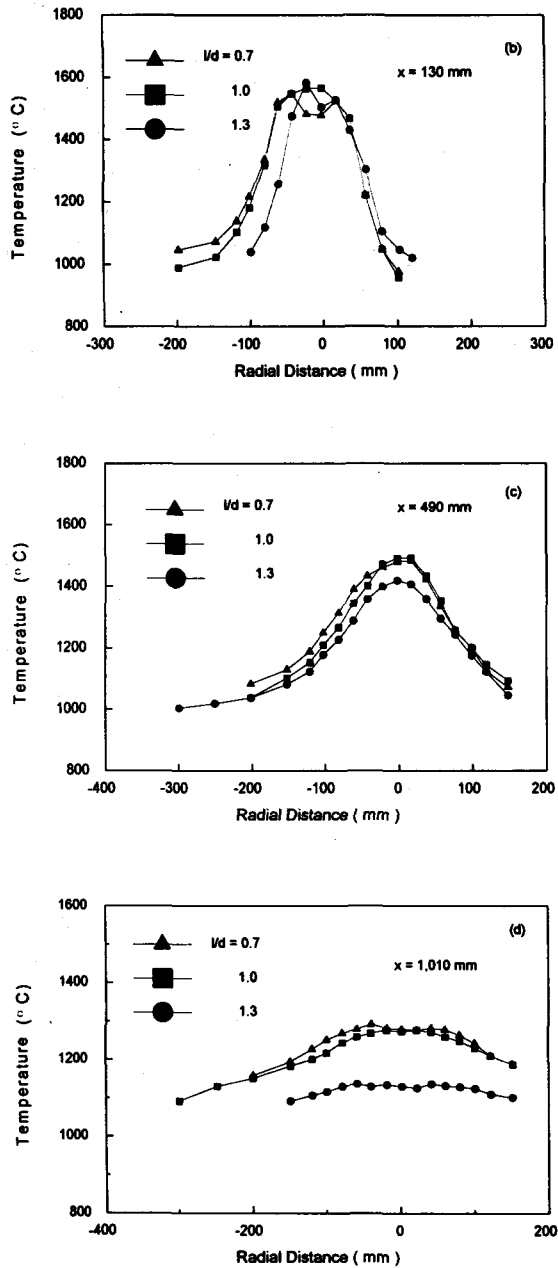 1800
(b)
l/d = 0.7
x = 130 mm
1600
1.0
1.3
1400
1200
1000
800
Temperature (° C)
-300 -200 -100 0 100 200 300
Radial Distance ( mm )
1800
(c)
l/d = 0.7
x = 490 mm
1600
1.0
1.3
1400
1200
1000
800
Temperature (° C)
-400 -300 -200 -100 0 100 200
Radial Distance ( mm )
1600
(d)
l/d = 0.7
x = 1,010 mm
1400
1.0
1.3
1200
1000
800
Temperature (° C)
-400 -200 0 200
Radial Distance ( mm )